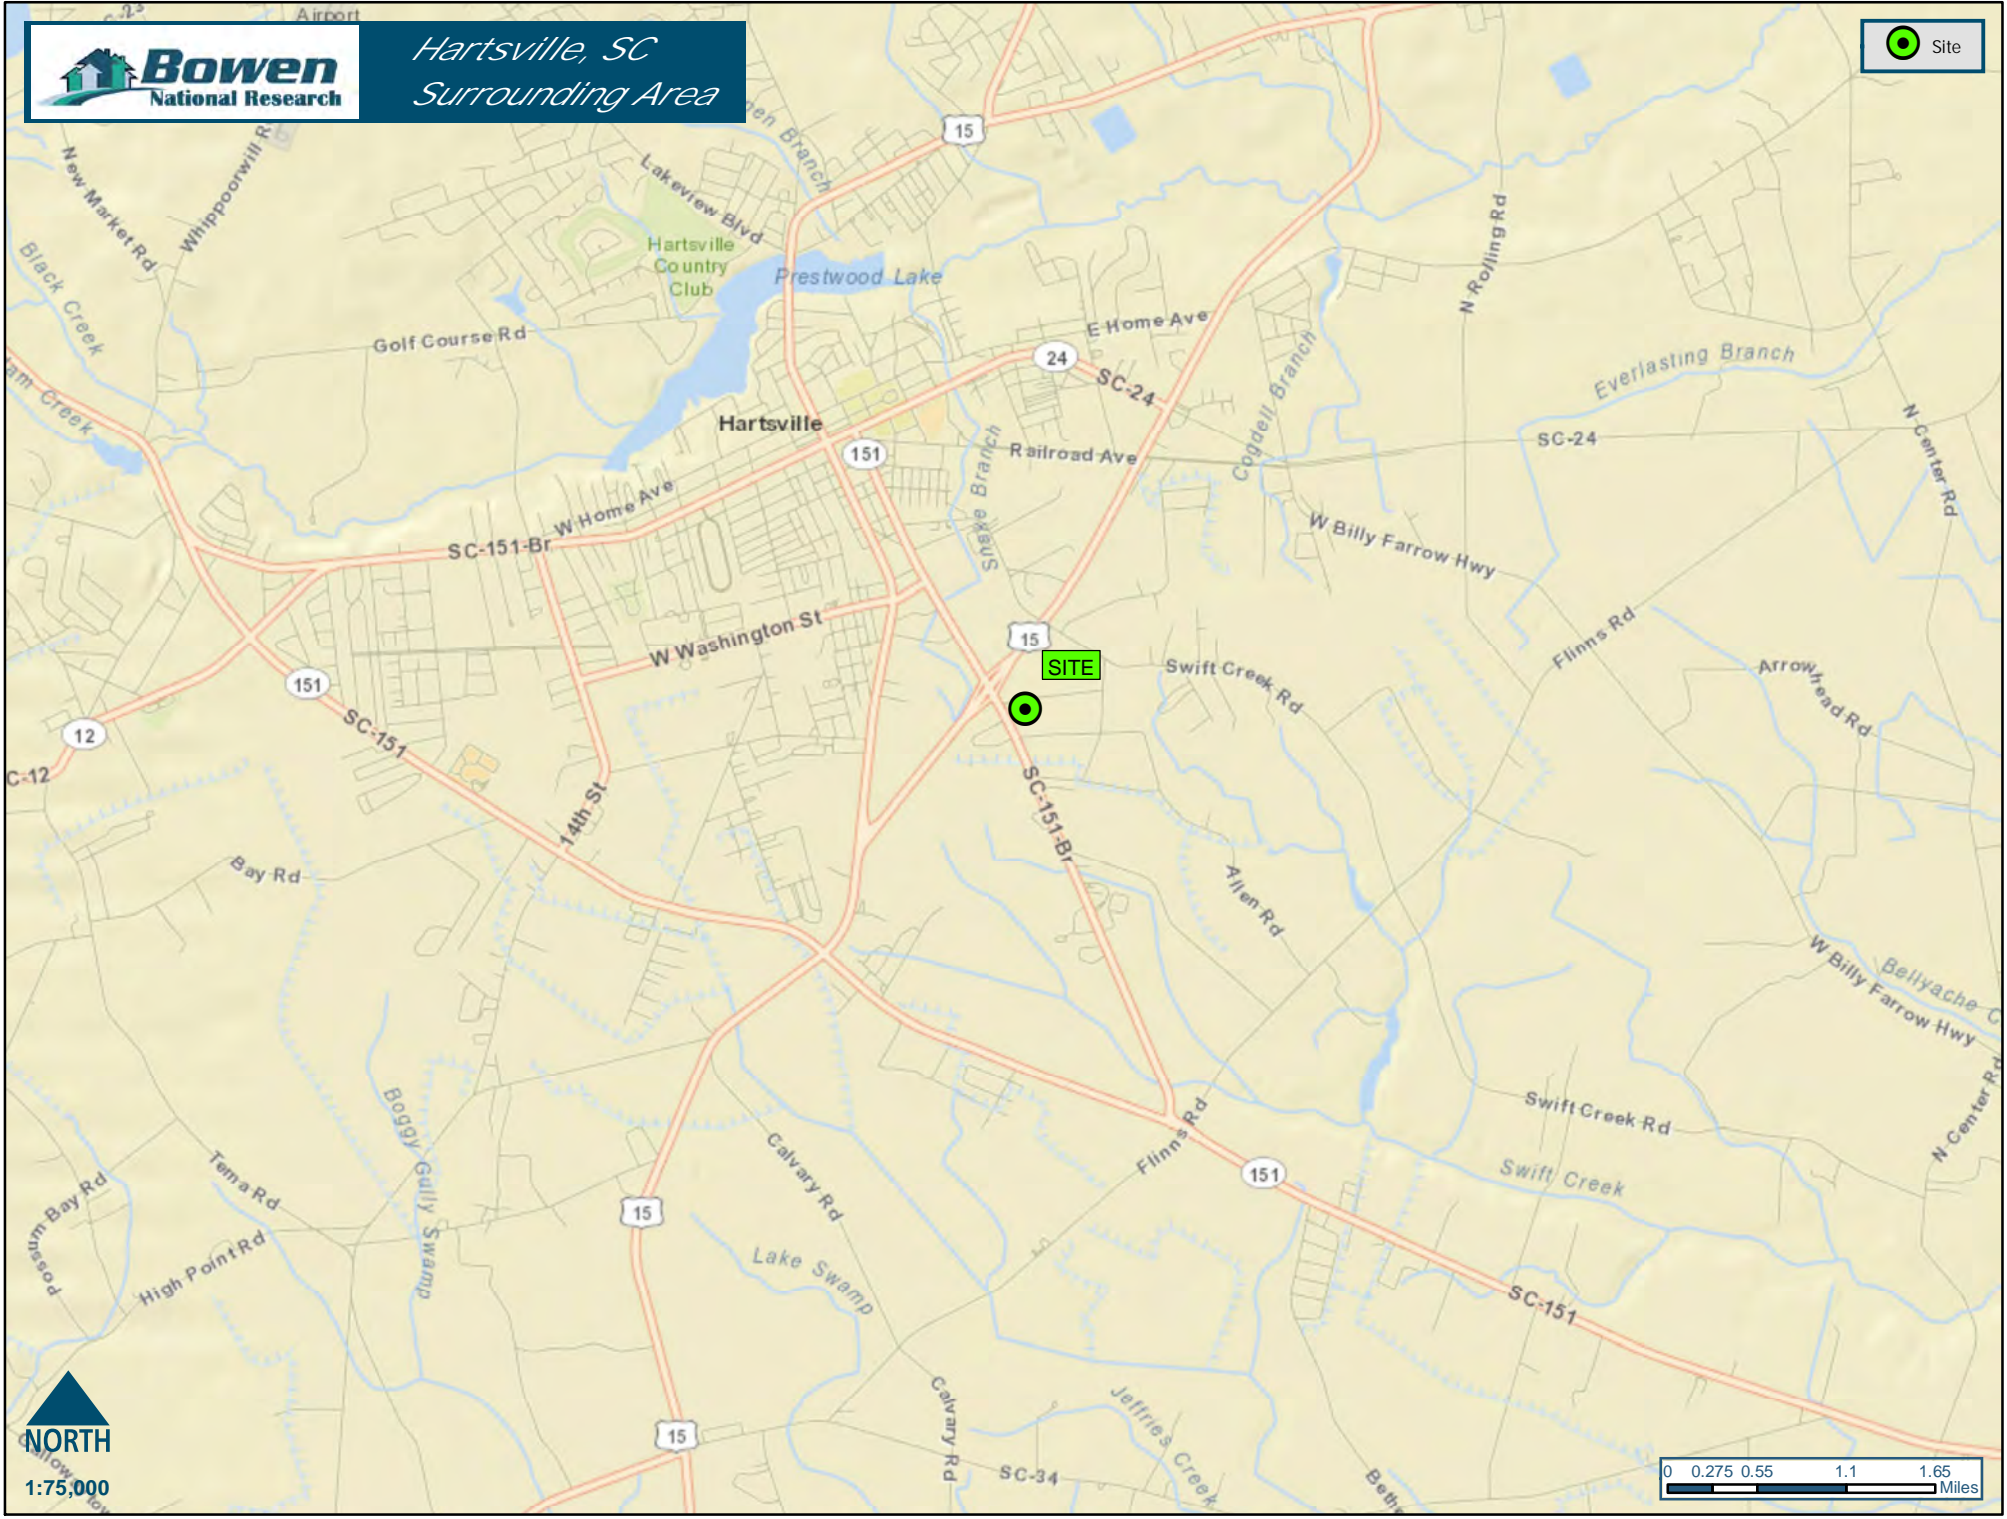 C-23
Airport
Bowen
National Research
Hartsville, SC
Surrounding Area
Site
New Market Rd
Whippoorwill R
Black Creek
Lakeview Blvd
Hartsville
Country
Club
Prestwood Lake
15
N Rolling Rd
Golf Course Rd
E Home Ave
24
SC-24
Cogdell Branch
Everlasting Branch
Hartsville
151
Railroad Ave
SC-24
N Center Rd
Snake Branch
W Home Ave
SC-151-Br
W Billy Farrow Hwy
W Washington St
15
SITE
Swift Creek Rd
Flinns Rd
Arrowhead Rd
151
SC-151
12
C-12
14th St
SC-151-Br
Bay Rd
Allen Rd
W Billy Farrow Hwy
Bellyache C
Boggy Gully Swamp
Calvary Rd
Flinns Rd
Swift Creek Rd
N Center Rd
151
Swift Creek
Tema Rd
Possum Bay Rd
High Point Rd
15
Lake Swamp
SC-151
Calvary Rd
Jeffries Creek
15
SC-34
NORTH
1:75,000
0 0.275 0.55 1.1 1.65
Miles